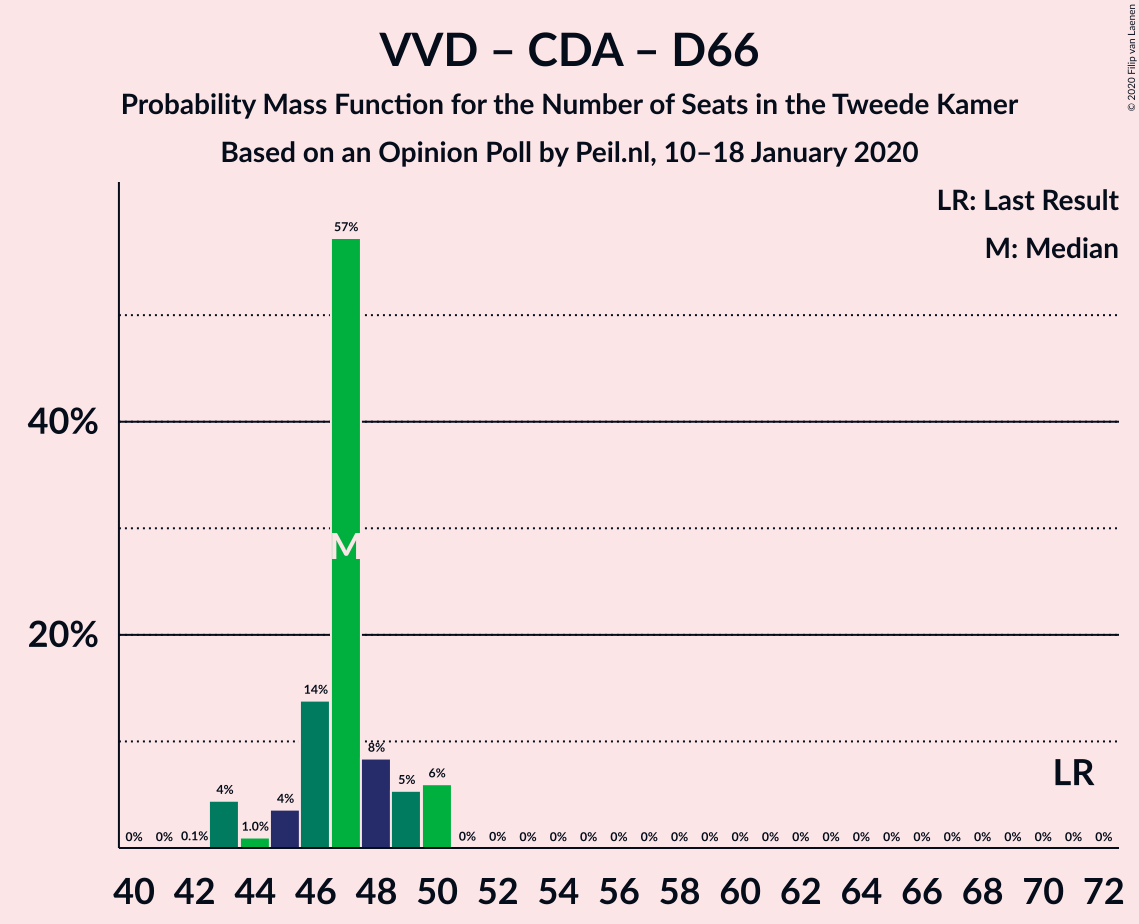 VVD – CDA – D66
Probability Mass Function for the Number of Seats in the Tweede Kamer
Based on an Opinion Poll by Peil.nl, 10–18 January 2020
© 2020 Filip van Laenen
LR: Last Result
M: Median
57%
40%
M
20%
14%
8%
LR
4%
4%
5%
6%
1.0%
0% 0% 0.1% 0% 0% 0% 0% 0% 0% 0% 0% 0% 0% 0% 0% 0% 0% 0% 0% 0% 0% 0% 0% 0% 0%
40 42 44 46 48 50 52 54 56 58 60 62 64 66 68 70 72